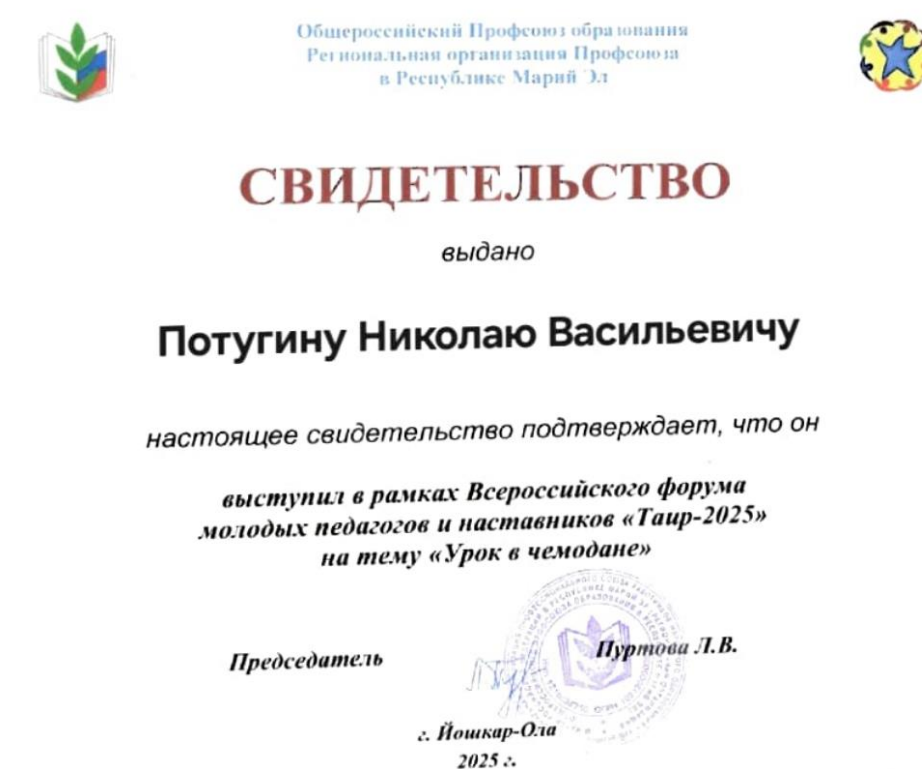 Общероссийский Профсоюз образования
Региональная организация Профсоюза
в Республике Марий Эл
СВИДЕТЕЛЬСТВО
выдано
Потугину Николаю Васильевичу
настоящее свидетельство подтверждает, что он
выступил в рамках Всероссийского форума
молодых педагогов и наставников «Таир-2025»
на тему «Урок в чемодане»
Председатель
Пуртова Л.В.
г. Йошкар-Ола
2025 г.